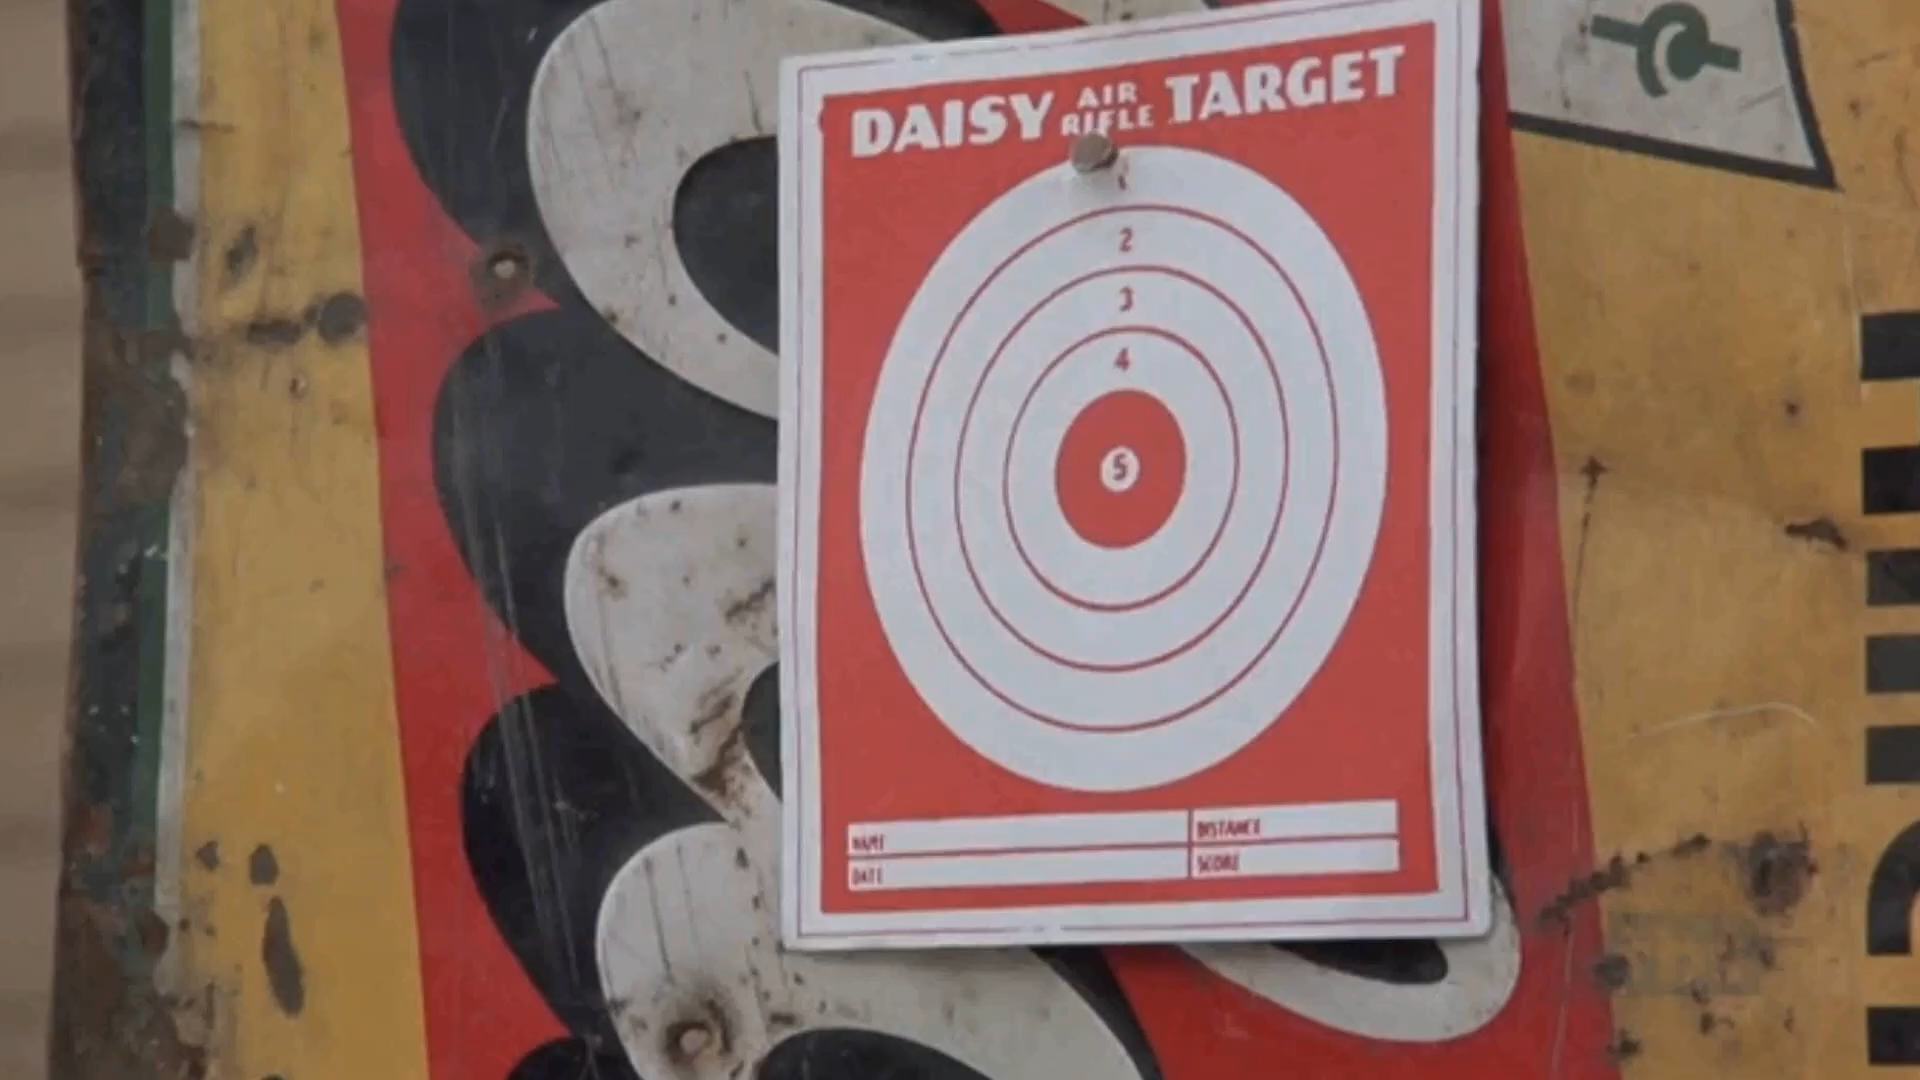 DAISY AIR RIFLE TARGET
1
2
3
4
5
NAME
DISTANCE
DATE
SCORE